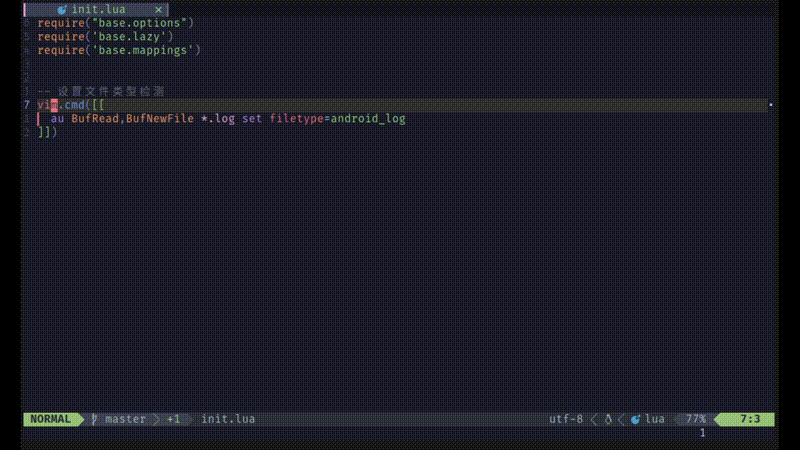 init.lua ×
6 require("base.options")
5 require('base.lazy')
4 require('base.mappings')
3
2
1 -- 设置文件类型检测
7 vim.cmd([[
1 au BufRead,BufNewFile *.log set filetype=android_log
2 ]])
NORMAL master +1 init.lua utf-8 lua 77% 7:3
1